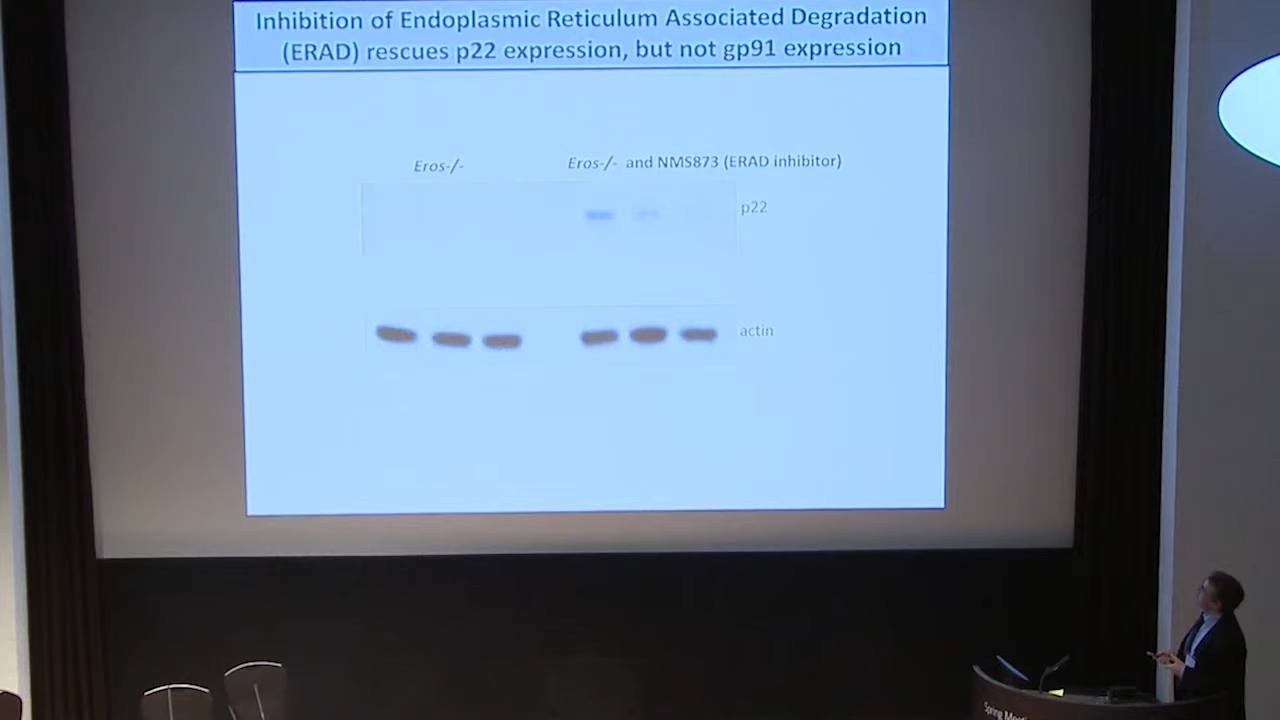 Inhibition of Endoplasmic Reticulum Associated Degradation
(ERAD) rescues p22 expression, but not gp91 expression
Eros-/-
Eros-/- and NMS873 (ERAD inhibitor)
p22
actin
Spring